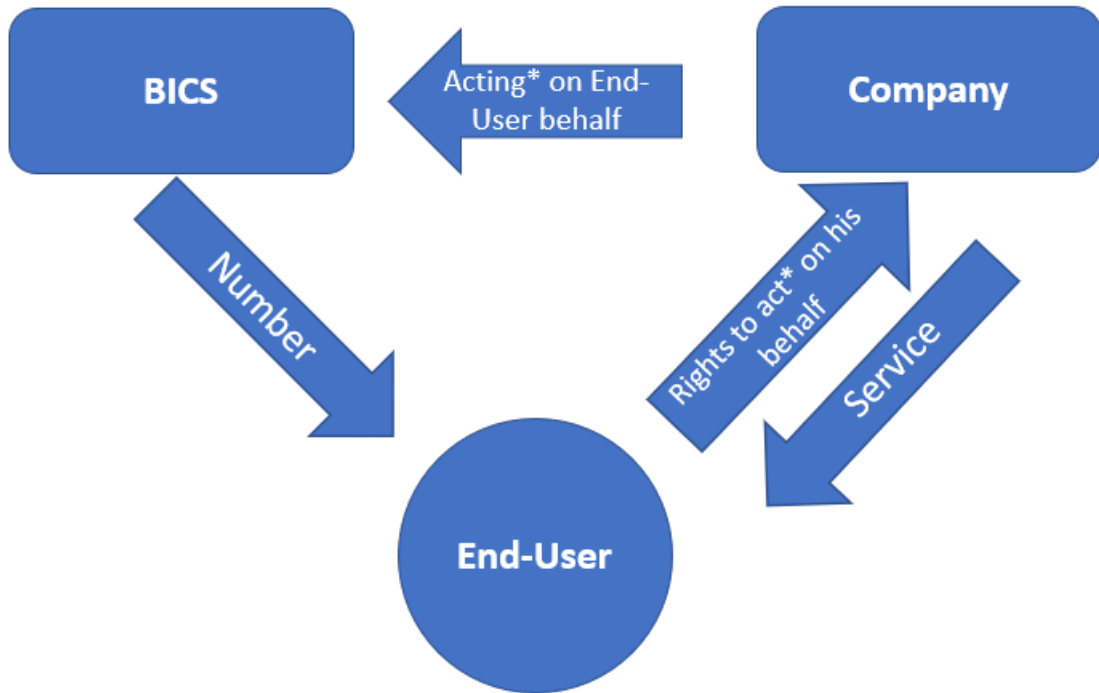 BICS
Acting* on End-
User behalf
Company
Number
Rights to act* on his
behalf
Service
End-User